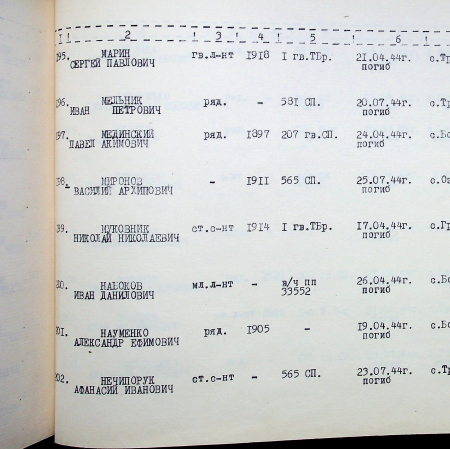 1 ! 2 ! 3 ! 4 ! 5 ! 6 !
95. МАРИН гв.л-нт 1918 I гв.ТБр. 21.04.44г. с.Тр
СЕРГЕЙ ПАВЛОВИЧ погиб
96. МЕЛЬНИК ряд. - 581 СП. 20.07.44г. с.Тр
ИВАН ПЕТРОВИЧ погиб
97. МЕДИНСКИЙ ряд. 1897 207 гв.СП. 24.04.44г. с.Бо
ПАВЕЛ АКИМОВИЧ погиб
98. МИРОНОВ - 1911 565 СП. 25.07.44г. с.Оз
ВАСИЛИЙ АРХИПОВИЧ погиб
99. МУКОВНИК ст.с-нт 1914 I гв.ТБр. 17.04.44г. с.Гр
НИКОЛАЙ НИКОЛАЕВИЧ погиб
00. НАБОКОВ мл.л-нт - в/ч пп 26.04.44г. с.Бо
ИВАН ДАНИЛОВИЧ 33552 погиб
01. НАУМЕНКО ряд. 1905 - 19.04.44г. с.Бо
АЛЕКСАНДР ЕФИМОВИЧ погиб
02. НЕЧИПОРУК ст.с-нт - 565 СП. 23.07.44г. с.Тр
АФАНАСИЙ ИВАНОВИЧ погиб